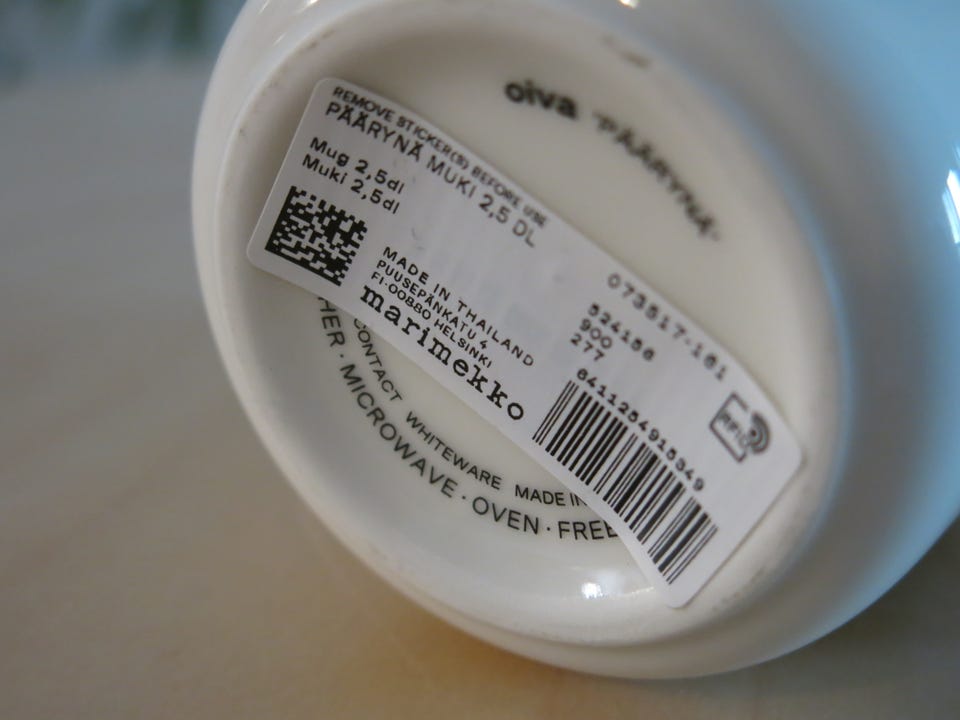 oiva "PÄÄRYNÄ"
REMOVE STICKER(S) BEFORE USE
PÄÄRYNÄ MUKI 2,5 DL
Mug 2,5dl
Muki 2,5dl
073517-161
524156
900
277
MADE IN THAILAND
PUUSEPÄNKATU 4
FI-00880 HELSINKI
marimekko
6411254915349
RFID
CONTACT WHITEWARE MADE IN
HER · MICROWAVE · OVEN · FREE